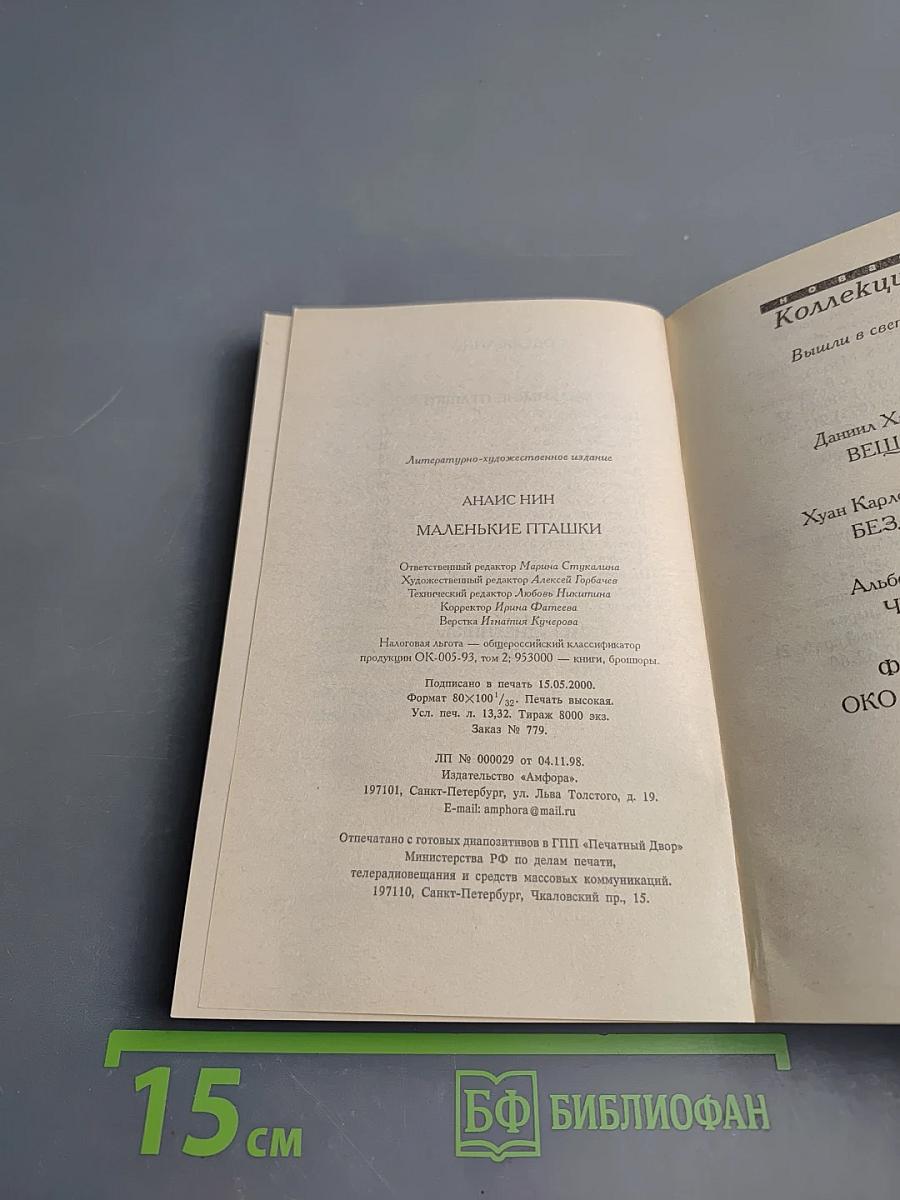 Литературно-художественное издание
АНАИС НИН
МАЛЕНЬКИЕ ПТАШКИ
Ответственный редактор Марина Стукалина
Художественный редактор Алексей Горбачев
Технический редактор Любовь Никитина
Корректор Ирина Фатеева
Верстка Игнатия Кучерова
Налоговая льгота — общероссийский классификатор
продукции ОК-005-93, том 2; 953000 — книги, брошюры.
Подписано в печать 15.05.2000.
Формат 80×100 1/32. Печать высокая.
Усл. печ. л. 13,32. Тираж 8000 экз.
Заказ № 779.
ЛП № 000029 от 04.11.98.
Издательство «Амфора».
197101, Санкт-Петербург, ул. Льва Толстого, д. 19.
E-mail: amphora@mail.ru
Отпечатано с готовых диапозитивов в ГПП «Печатный Двор»
Министерства РФ по делам печати,
телерадиовещания и средств массовых коммуникаций.
197110, Санкт-Петербург, Чкаловский пр., 15.
нова
Коллекци
Вышли в свет
Даниил Х
ВЕЩ
Хуан Карл
БЕЗ
Альб
Ч
Ф
ОКО
15 см
БФ БИБЛИОФАН